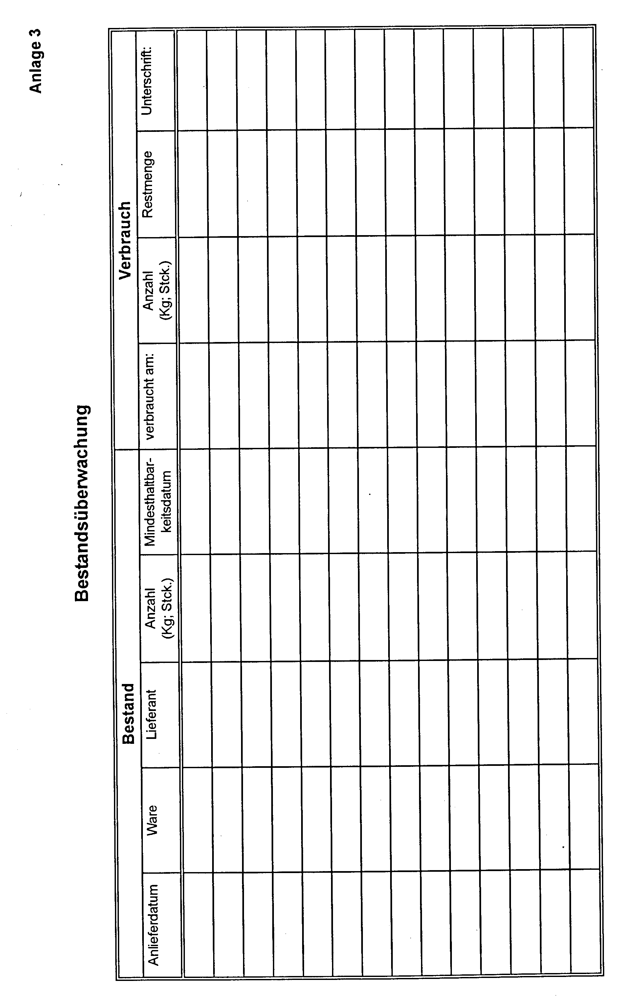 Anlage 3
Bestandsüberwachung
Bestand
Verbrauch
Anlieferdatum
Ware
Lieferant
Anzahl
(Kg; Stck.)
Mindesthaltbar-
keitsdatum
verbraucht am:
Anzahl
(Kg; Stck.)
Restmenge
Unterschrift: